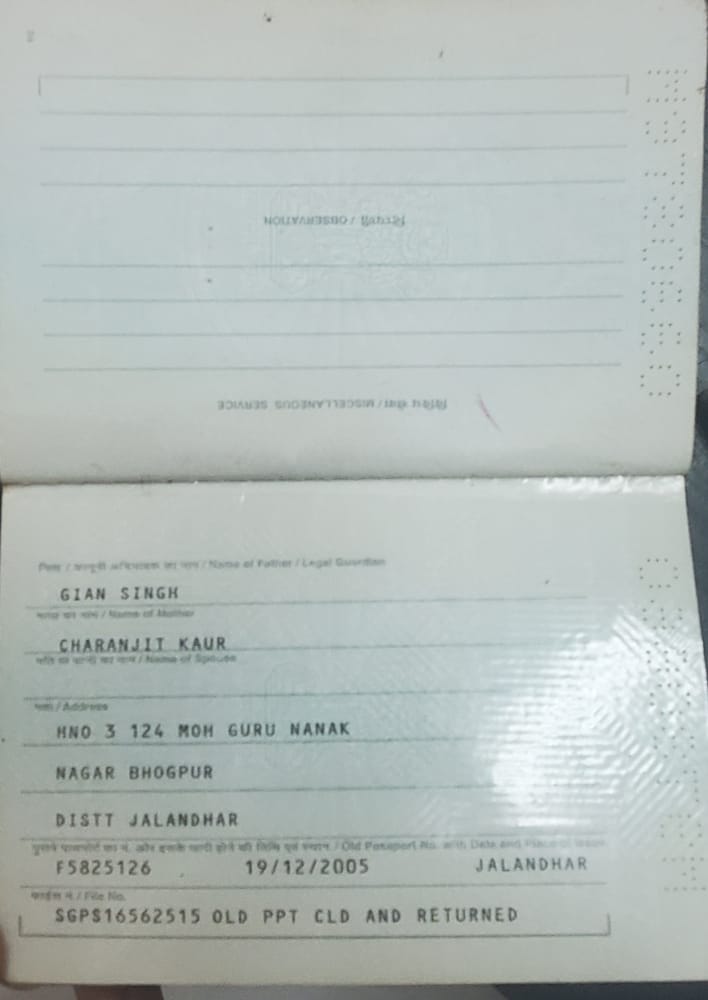 विविध सेवा / MISCELLANEOUS SERVICE
टिप्पणी / OBSERVATION
पिता / कानूनी अभिभावक का नाम / Name of Father / Legal Guardian
GIAN SINGH
माता का नाम / Name of Mother
CHARANJIT KAUR
पति या पत्नी का नाम / Name of Spouse
पता / Address
HNO 3 124 MOH GURU NANAK
NAGAR BHOGPUR
DISTT JALANDHAR
पुराने पासपोर्ट का नं. और इसके जारी होने की तिथि एवं स्थान / Old Passport No. with Date and Place of Issue
F5825126 19/12/2005 JALANDHAR
फाईल नं. / File No.
SGPS16562515 OLD PPT CLD AND RETURNED